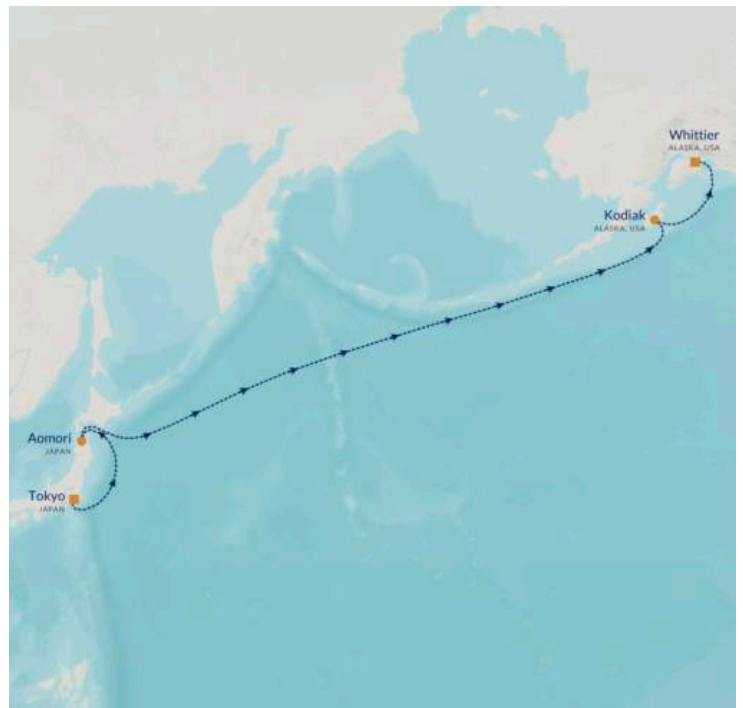 Whittier
ALASKA, USA
Kodiak
ALASKA, USA
Aomori
JAPAN
Tokyo
JAPAN